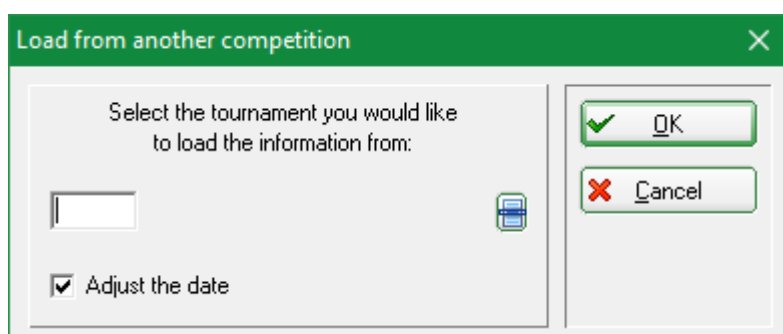 Load from another competition
Select the tournament you would like
to load the information from:
Adjust the date
OK
Cancel